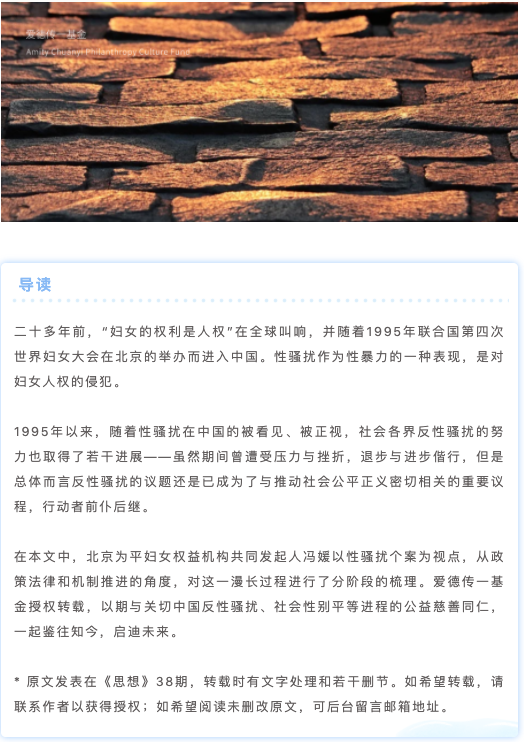 爱德传一基金
Amity Chuanyi Philanthropy Culture Fund
导读
二十多年前，“妇女的权利是人权”在全球叫响，并随着1995年联合国第四次
世界妇女大会在北京的举办而进入中国。性骚扰作为性暴力的一种表现，是对
妇女人权的侵犯。
1995年以来，随着性骚扰在中国的被看见、被正视，社会各界反性骚扰的努
力也取得了若干进展——虽然期间曾遭受压力与挫折，退步与进步偕行，但是
总体而言反性骚扰的议题还是已成为了与推动社会公平正义密切相关的重要议
程，行动者前仆后继。
在本文中，北京为平妇女权益机构共同发起人冯媛以性骚扰个案为视点，从政
策法律和机制推进的角度，对这一漫长过程进行了分阶段的梳理。爱德传一基
金授权转载，以期与关切中国反性骚扰、社会性别平等进程的公益慈善同仁，
一起鉴往知今，启迪未来。
* 原文发表在《思想》38期，转载时有文字处理和若干删节。如希望转载，请
联系作者以获得授权；如希望阅读未删改原文，可后台留言邮箱地址。